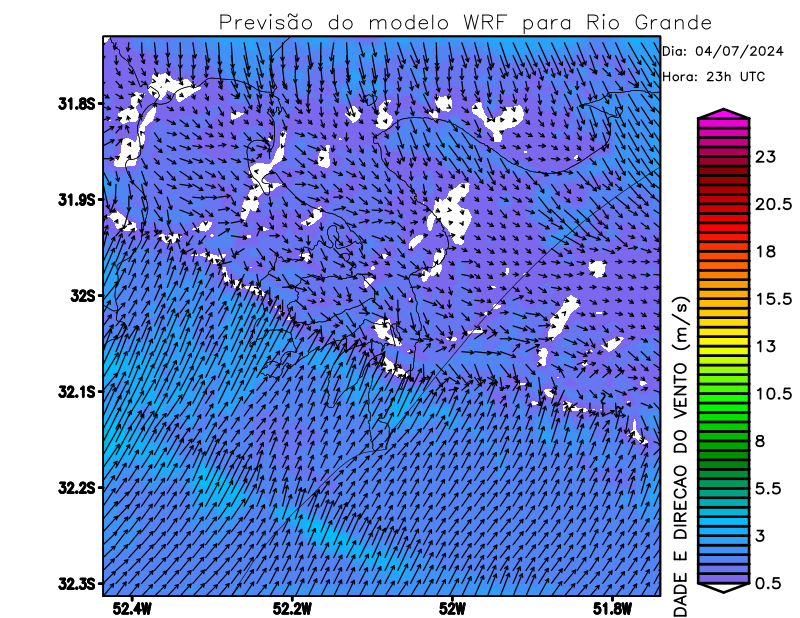 Previsão do modelo WRF para Rio Grande
Dia: 04/07/2024
Hora: 23h UTC
31.8S
31.9S
32S
32.1S
32.2S
32.3S
52.4W
52.2W
52W
51.8W
23
20.5
18
15.5
13
10.5
8
5.5
3
0.5
DADE E DIRECAO DO VENTO (m/s)